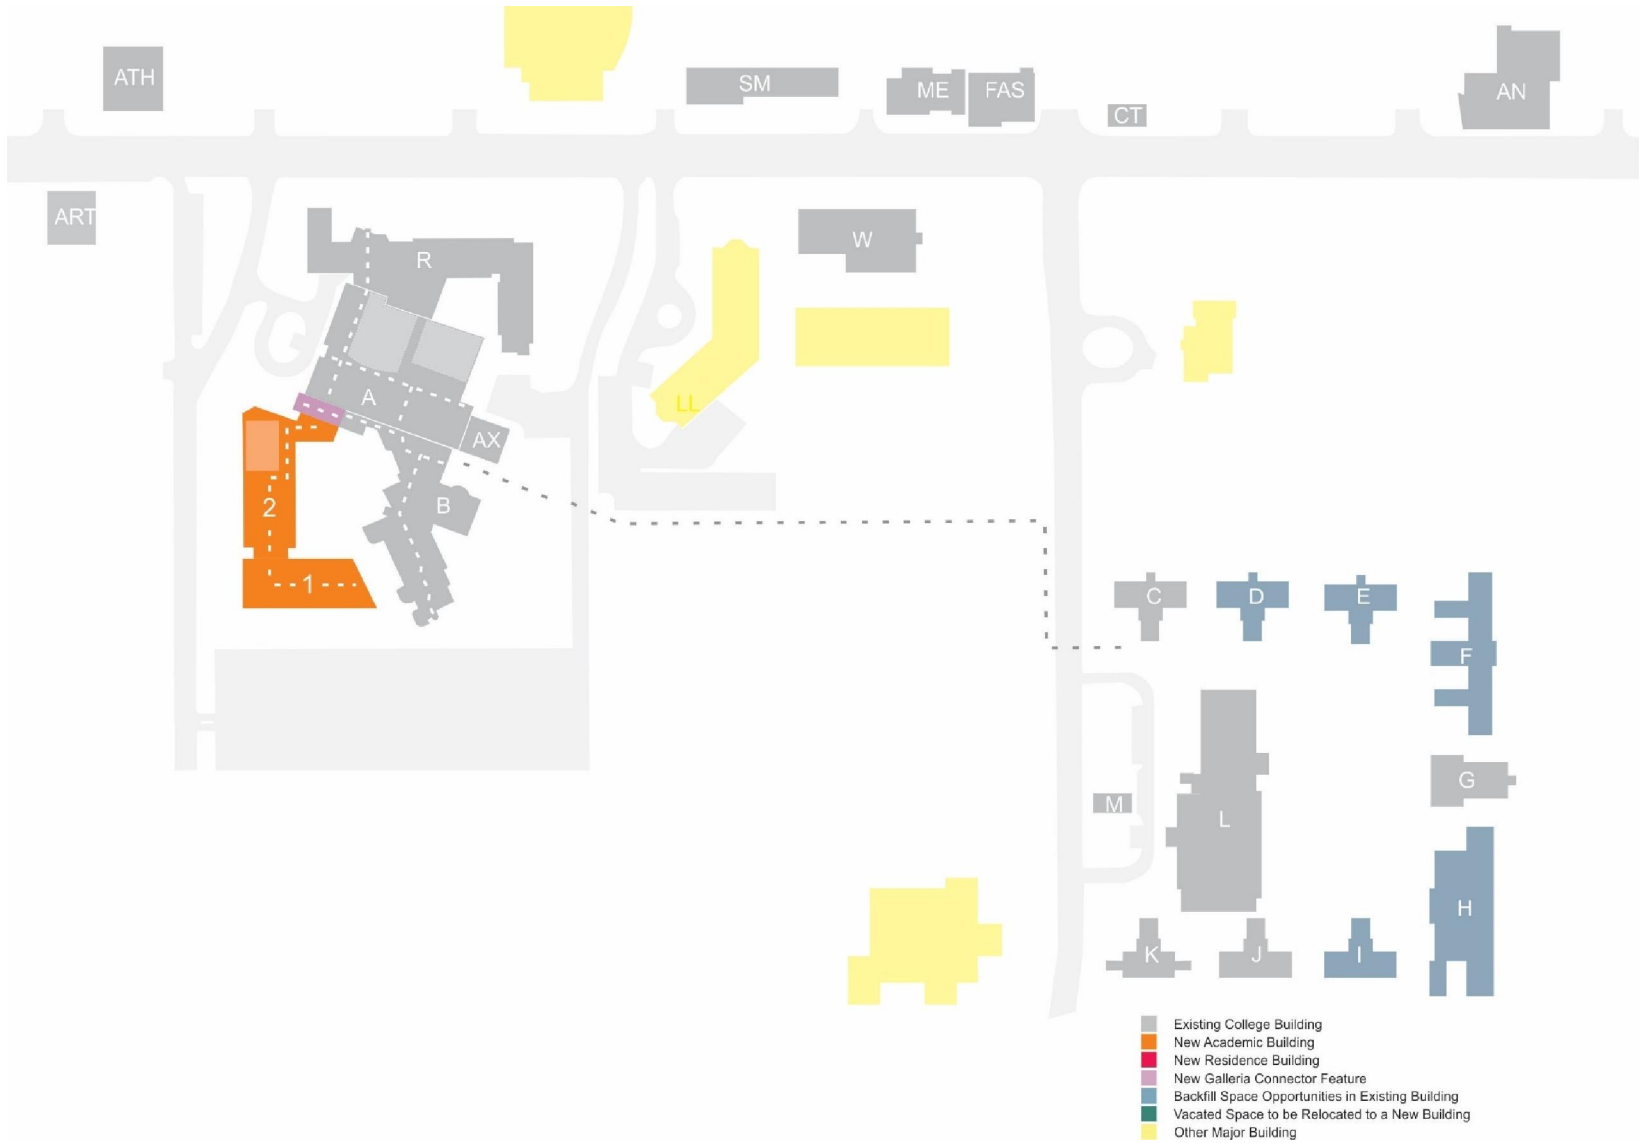 ATH
SM
ME
FAS
CT
AN
ART
R
W
A
LL
AX
2
B
1
C
D
E
F
G
M
L
H
K
J
I
Existing College Building
New Academic Building
New Residence Building
New Galleria Connector Feature
Backfill Space Opportunities in Existing Building
Vacated Space to be Relocated to a New Building
Other Major Building